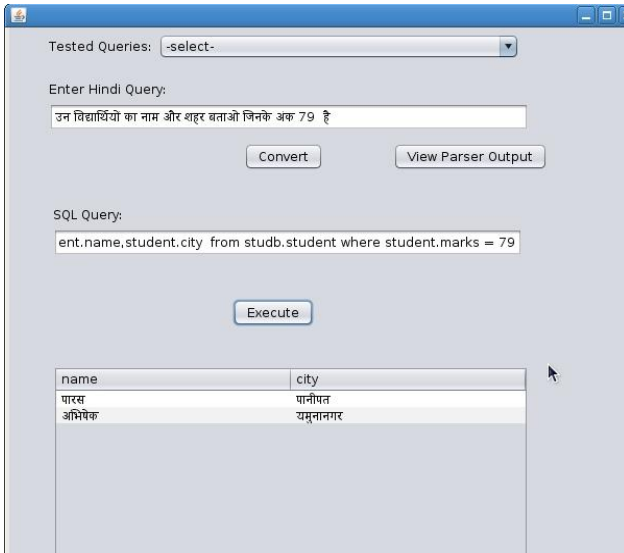 Tested Queries: -select-
Enter Hindi Query:
उन विद्यार्थियों का नाम और शहर बताओ जिनके अंक 79 है
Convert View Parser Output
SQL Query:
ent.name,student.city from studb.student where student.marks = 79
Execute
name city
पारस पानीपत
अभिषेक यमुनानगर